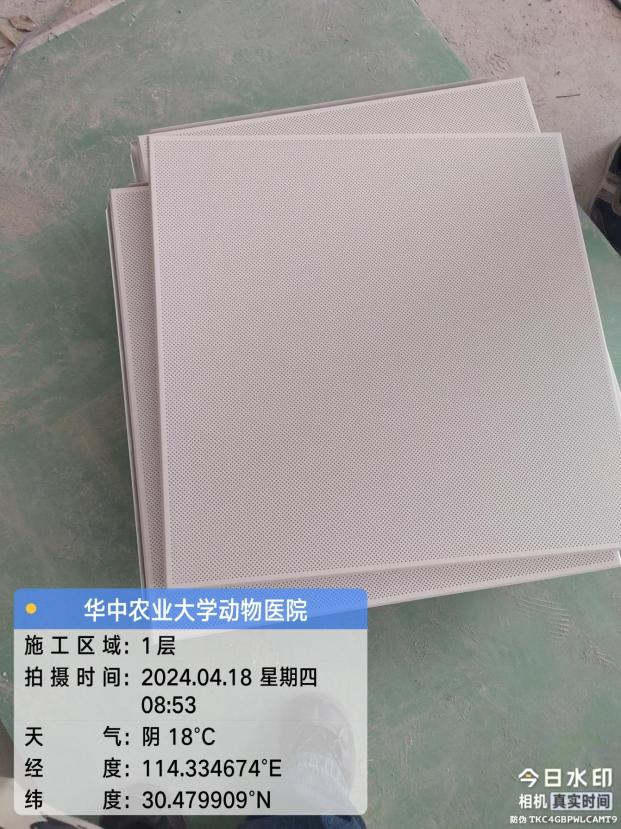 华中农业大学动物医院
施工区域：1层
拍摄时间：2024.04.18 星期四
08:53
天气：阴 18°C
经度：114.334674°E
纬度：30.479909°N
今日水印
相机 真实时间
防伪 TKC4GBPWLCAMT9